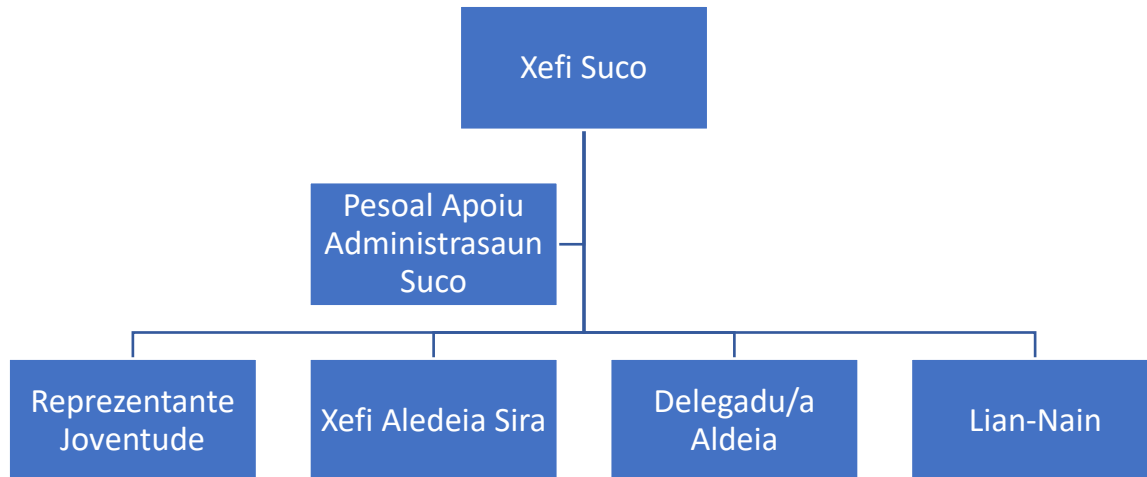 Xefi Suco
Pesoal Apoiu
Administrasaun
Suco
Reprezentante
Joventude
Xefi Aledeia Sira
Delegadu/a
Aldeia
Lian-Nain